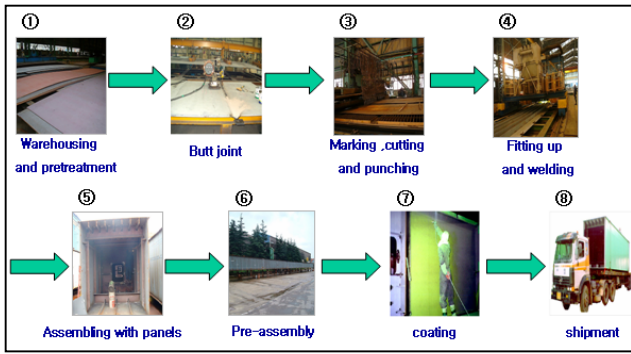 ① ② ③ ④
Warehousing
and pretreatment
Butt joint
Marking ,cutting
and punching
Fitting up
and welding
⑤ ⑥ ⑦ ⑧
Assembling with panels
Pre-assembly
coating
shipment